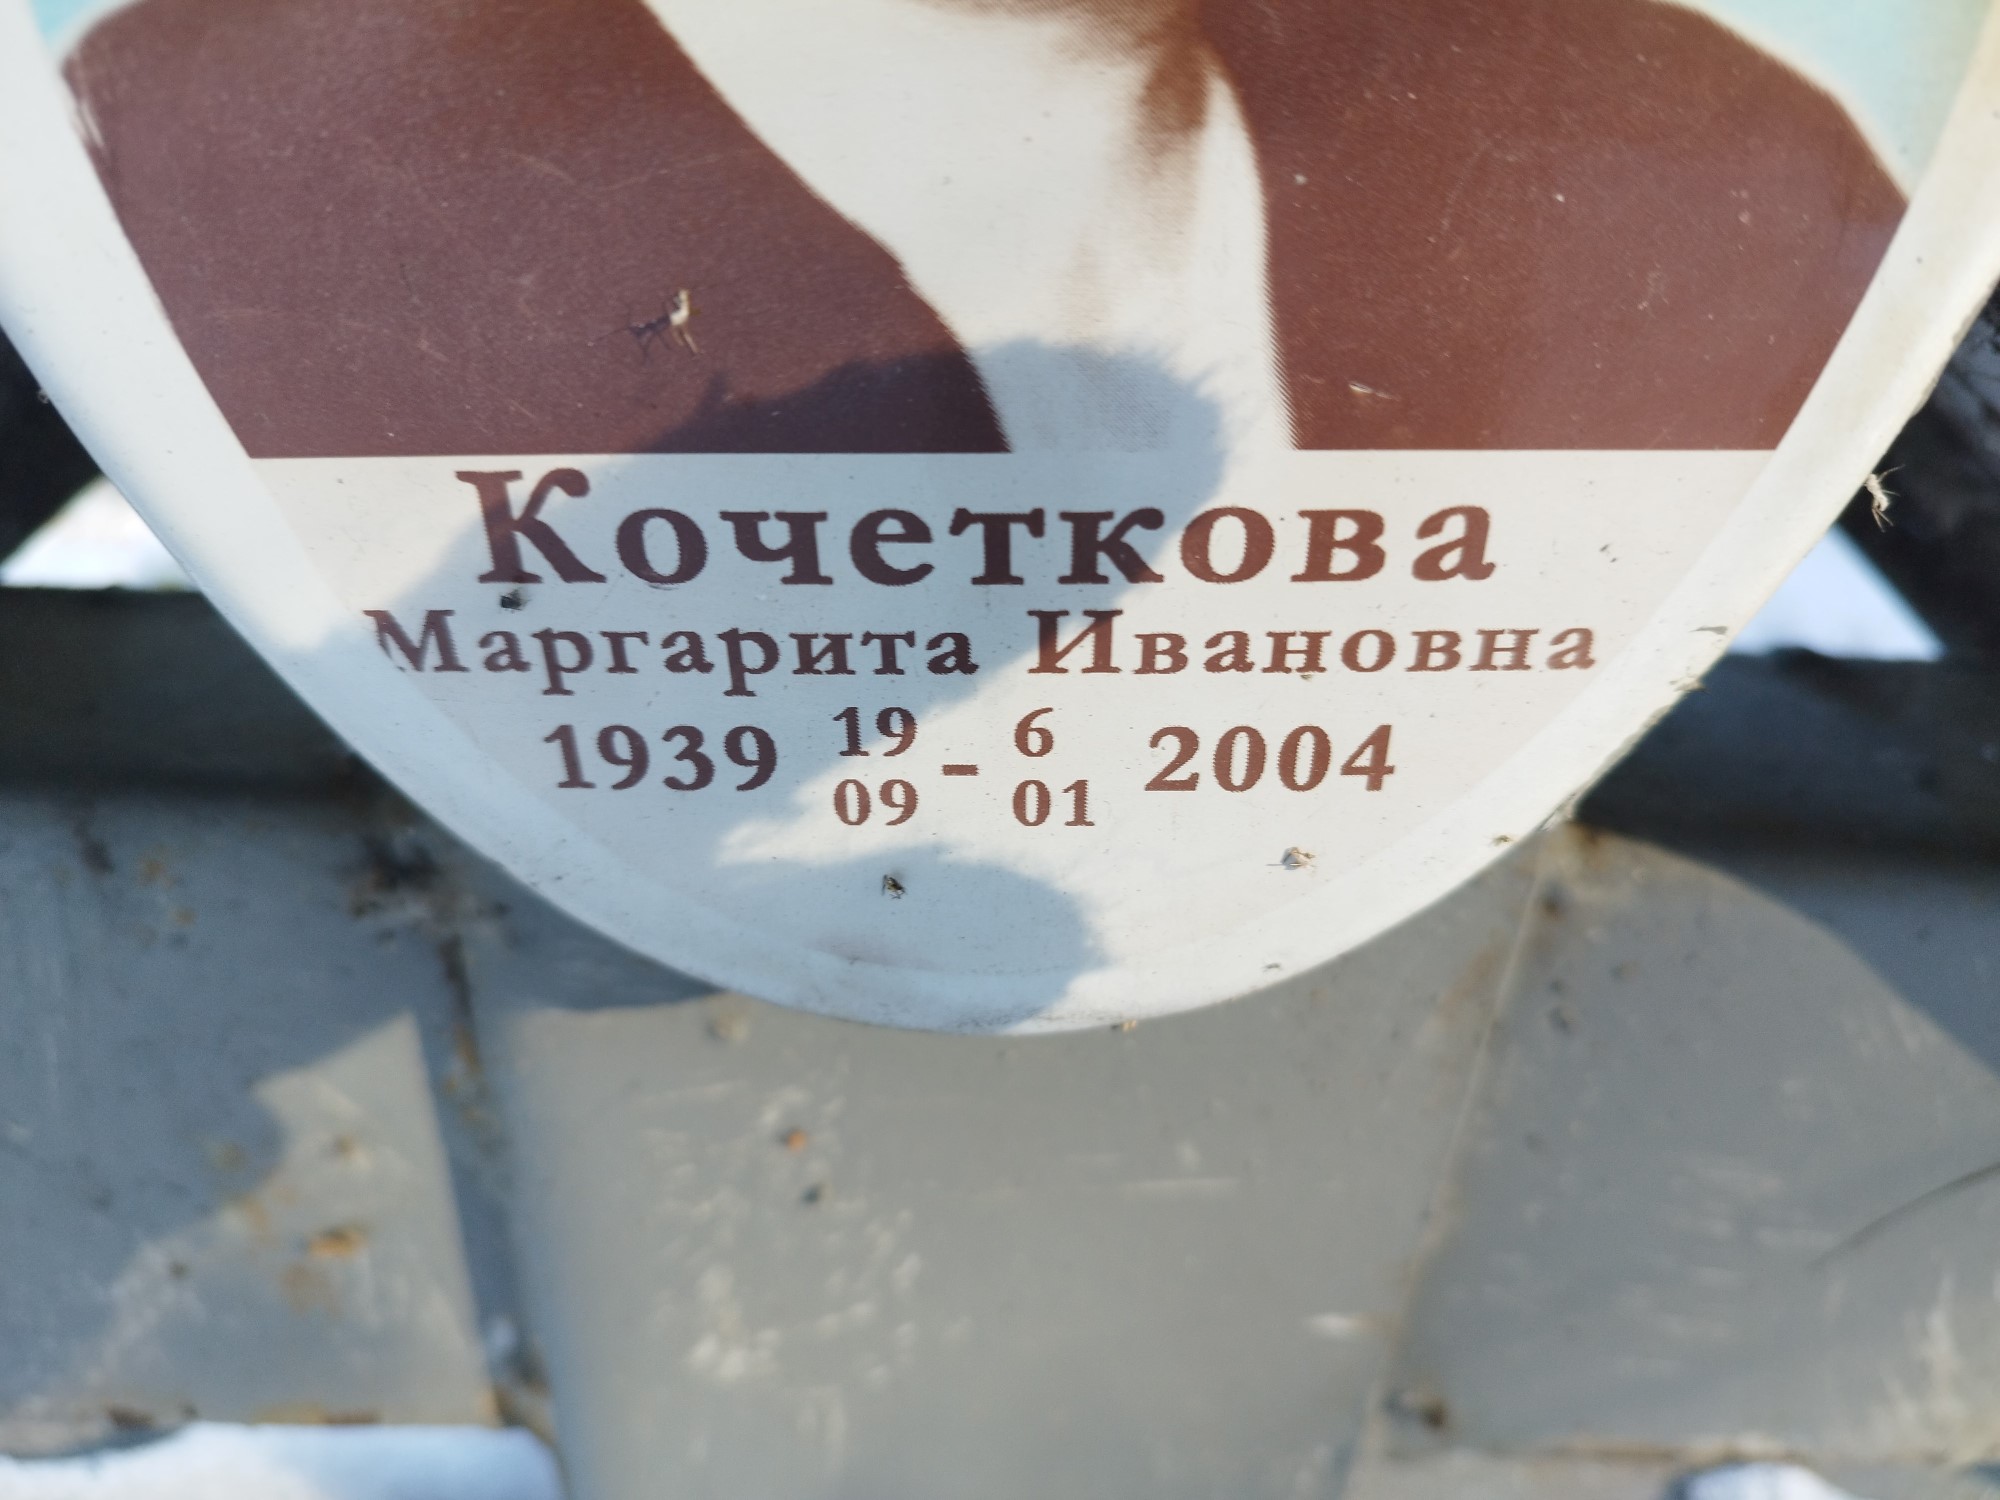 Кочеткова
Маргарита Ивановна
1939 19/09 - 6/01 2004